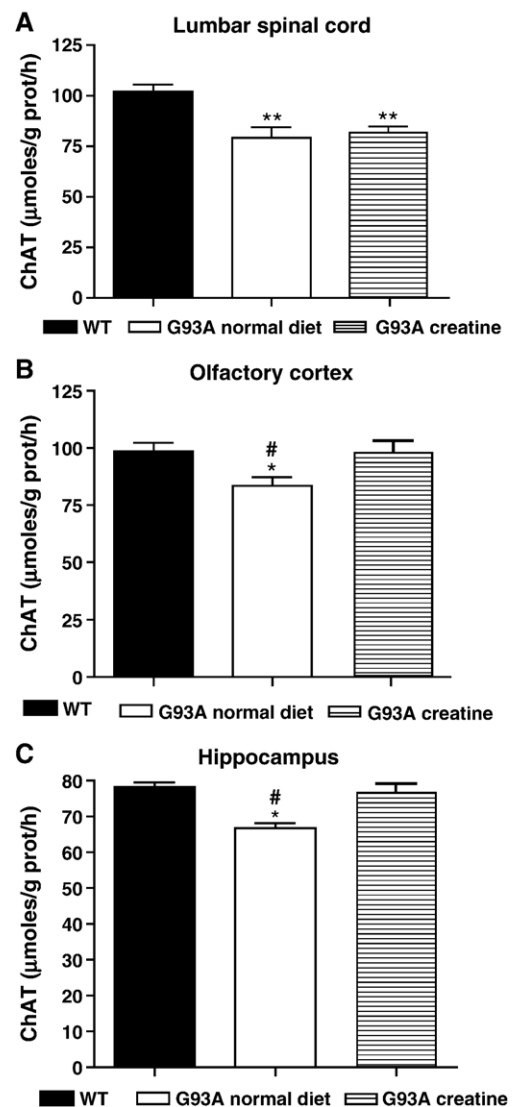 A
Lumbar spinal cord
ChAT (µmoles/g prot/h)
125
100
75
50
25
0
**
**
WT G93A normal diet G93A creatine
B
Olfactory cortex
ChAT (µmoles/g prot/h)
125
100
75
50
25
0
#
*
WT G93A normal diet G93A creatine
C
Hippocampus
ChAT (µmoles/g prot/h)
80
70
60
50
40
30
20
10
0
#
*
WT G93A normal diet G93A creatine